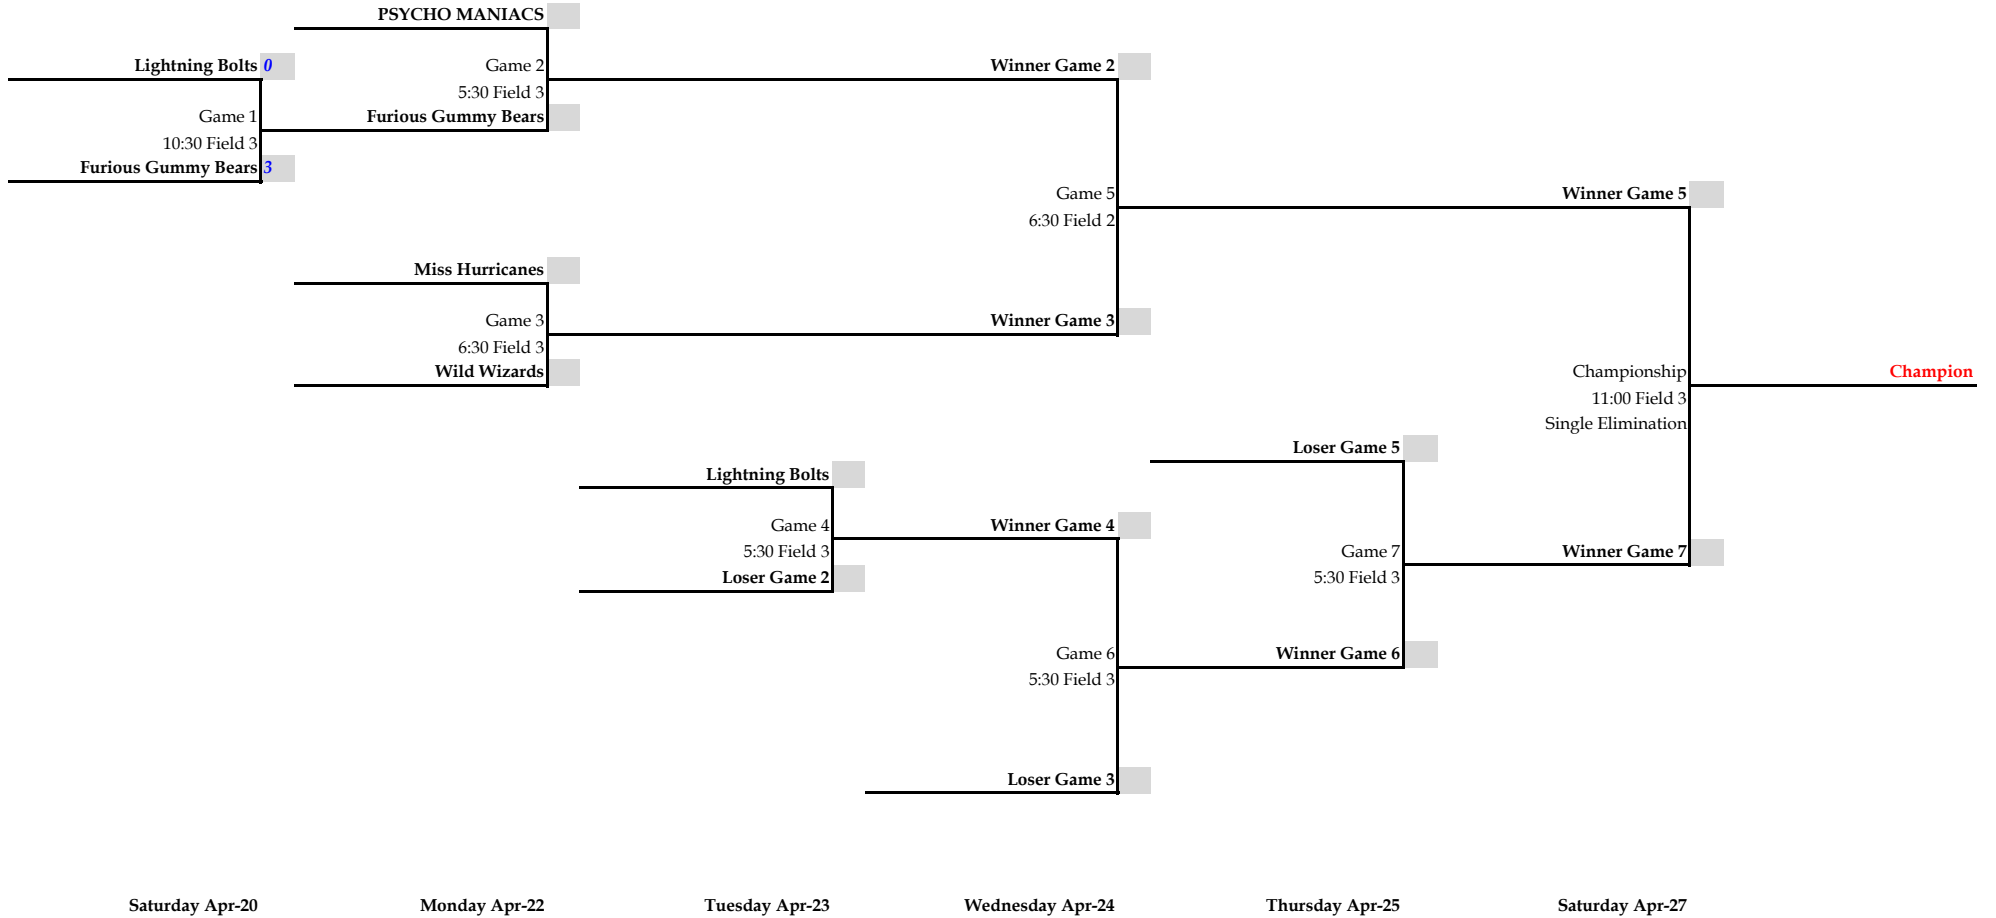 PSYCHO MANIACS
Lightning Bolts 0
Game 2
Winner Game 2
5:30 Field 3
Game 1
Furious Gummy Bears
10:30 Field 3
Furious Gummy Bears 3
Game 5
Winner Game 5
6:30 Field 2
Miss Hurricanes
Game 3
Winner Game 3
6:30 Field 3
Wild Wizards
Championship
Champion
11:00 Field 3
Single Elimination
Loser Game 5
Lightning Bolts
Game 4
Winner Game 4
5:30 Field 3
Game 7
Winner Game 7
Loser Game 2
5:30 Field 3
Game 6
Winner Game 6
5:30 Field 3
Loser Game 3
Saturday Apr-20 Monday Apr-22 Tuesday Apr-23 Wednesday Apr-24 Thursday Apr-25 Saturday Apr-27